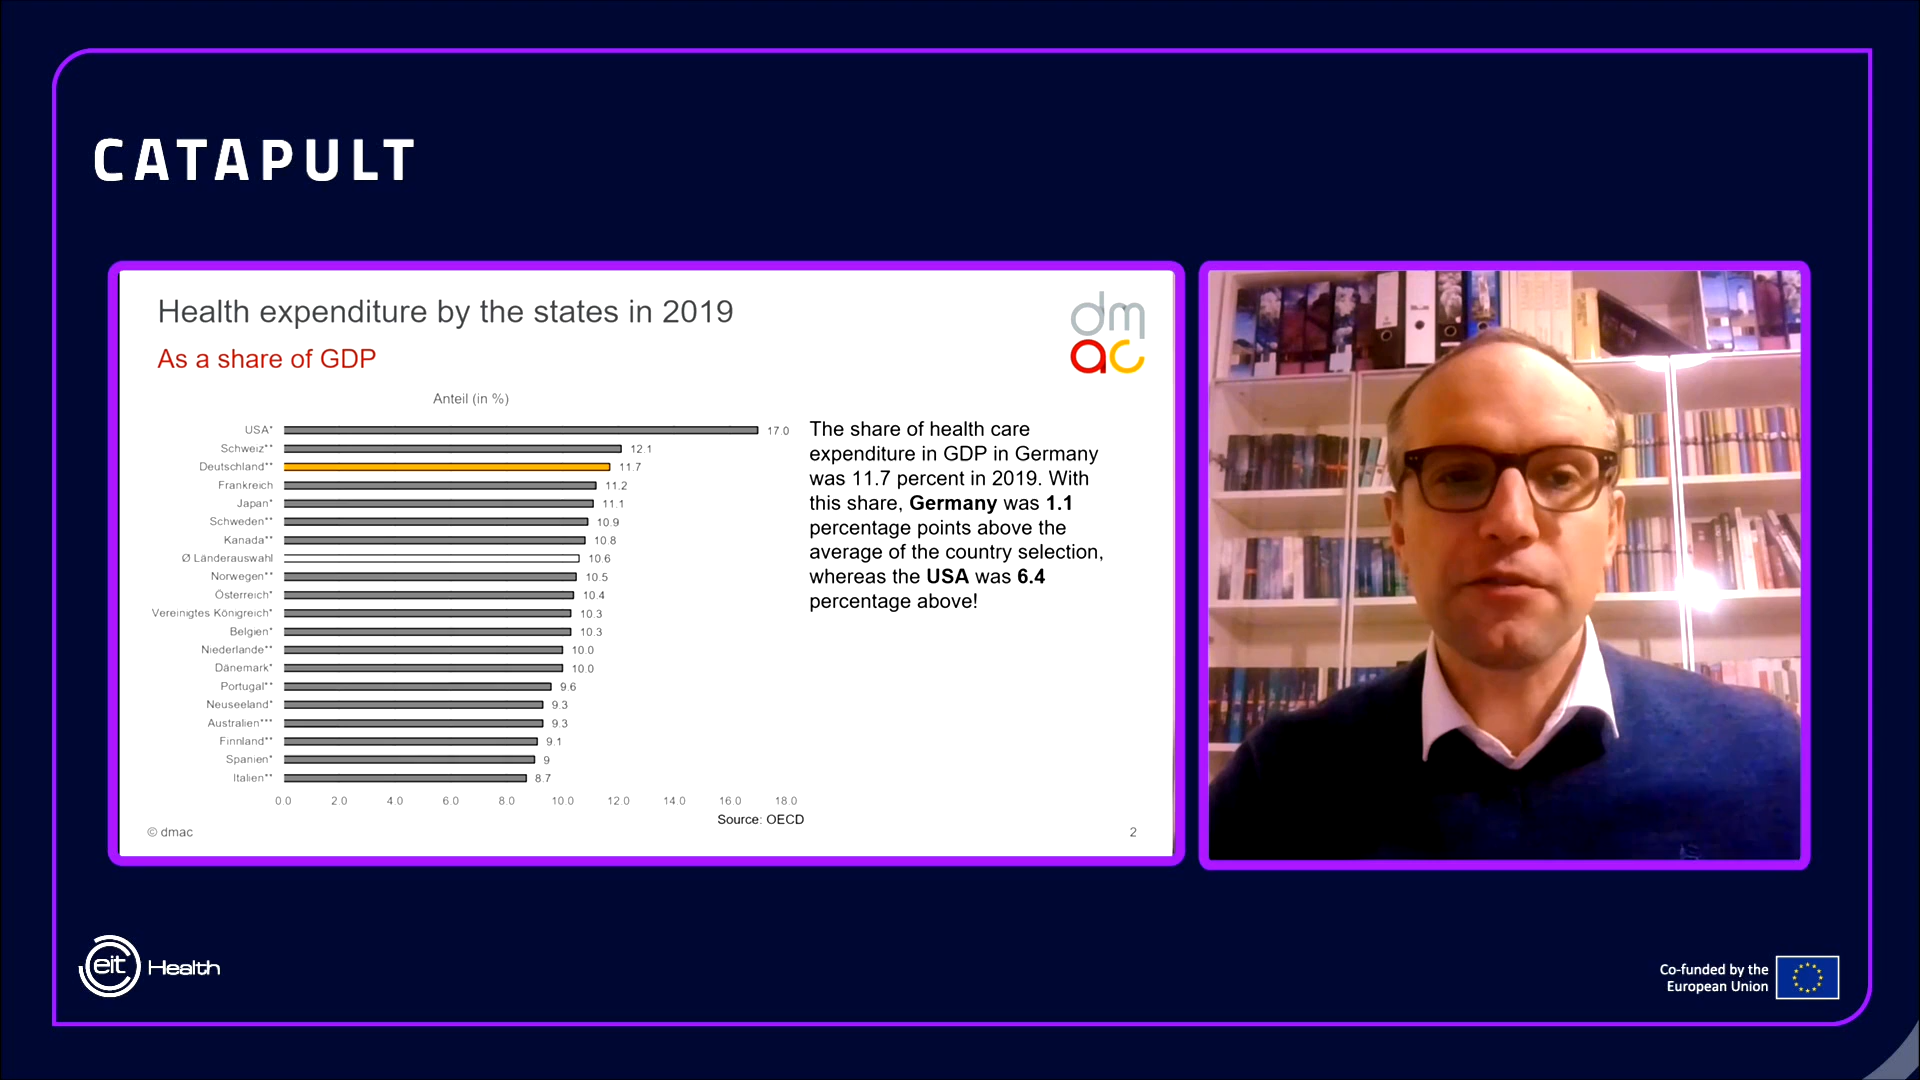 CATAPULT
Health expenditure by the states in 2019
As a share of GDP
dm
ac
Anteil (in %)
USA* 17.0
Schweiz** 12.1
Deutschland** 11.7
Frankreich 11.2
Japan* 11.1
Schweden** 10.9
Kanada** 10.8
Ø Länderauswahl 10.6
Norwegen** 10.5
Österreich* 10.4
Vereinigtes Königreich* 10.3
Belgien* 10.3
Niederlande** 10.0
Dänemark* 10.0
Portugal** 9.6
Neuseeland* 9.3
Australien*** 9.3
Finnland** 9.1
Spanien* 9
Italien** 8.7
0 0 2 0 4 0 6 0 8 0 10 0 12 0 14 0 16 0 18 0
Source: OECD
The share of health care
expenditure in GDP in Germany
was 11.7 percent in 2019. With
this share, Germany was 1.1
percentage points above the
average of the country selection,
whereas the USA was 6.4
percentage above!
© dmac
2
eit Health
Co-funded by the
European Union